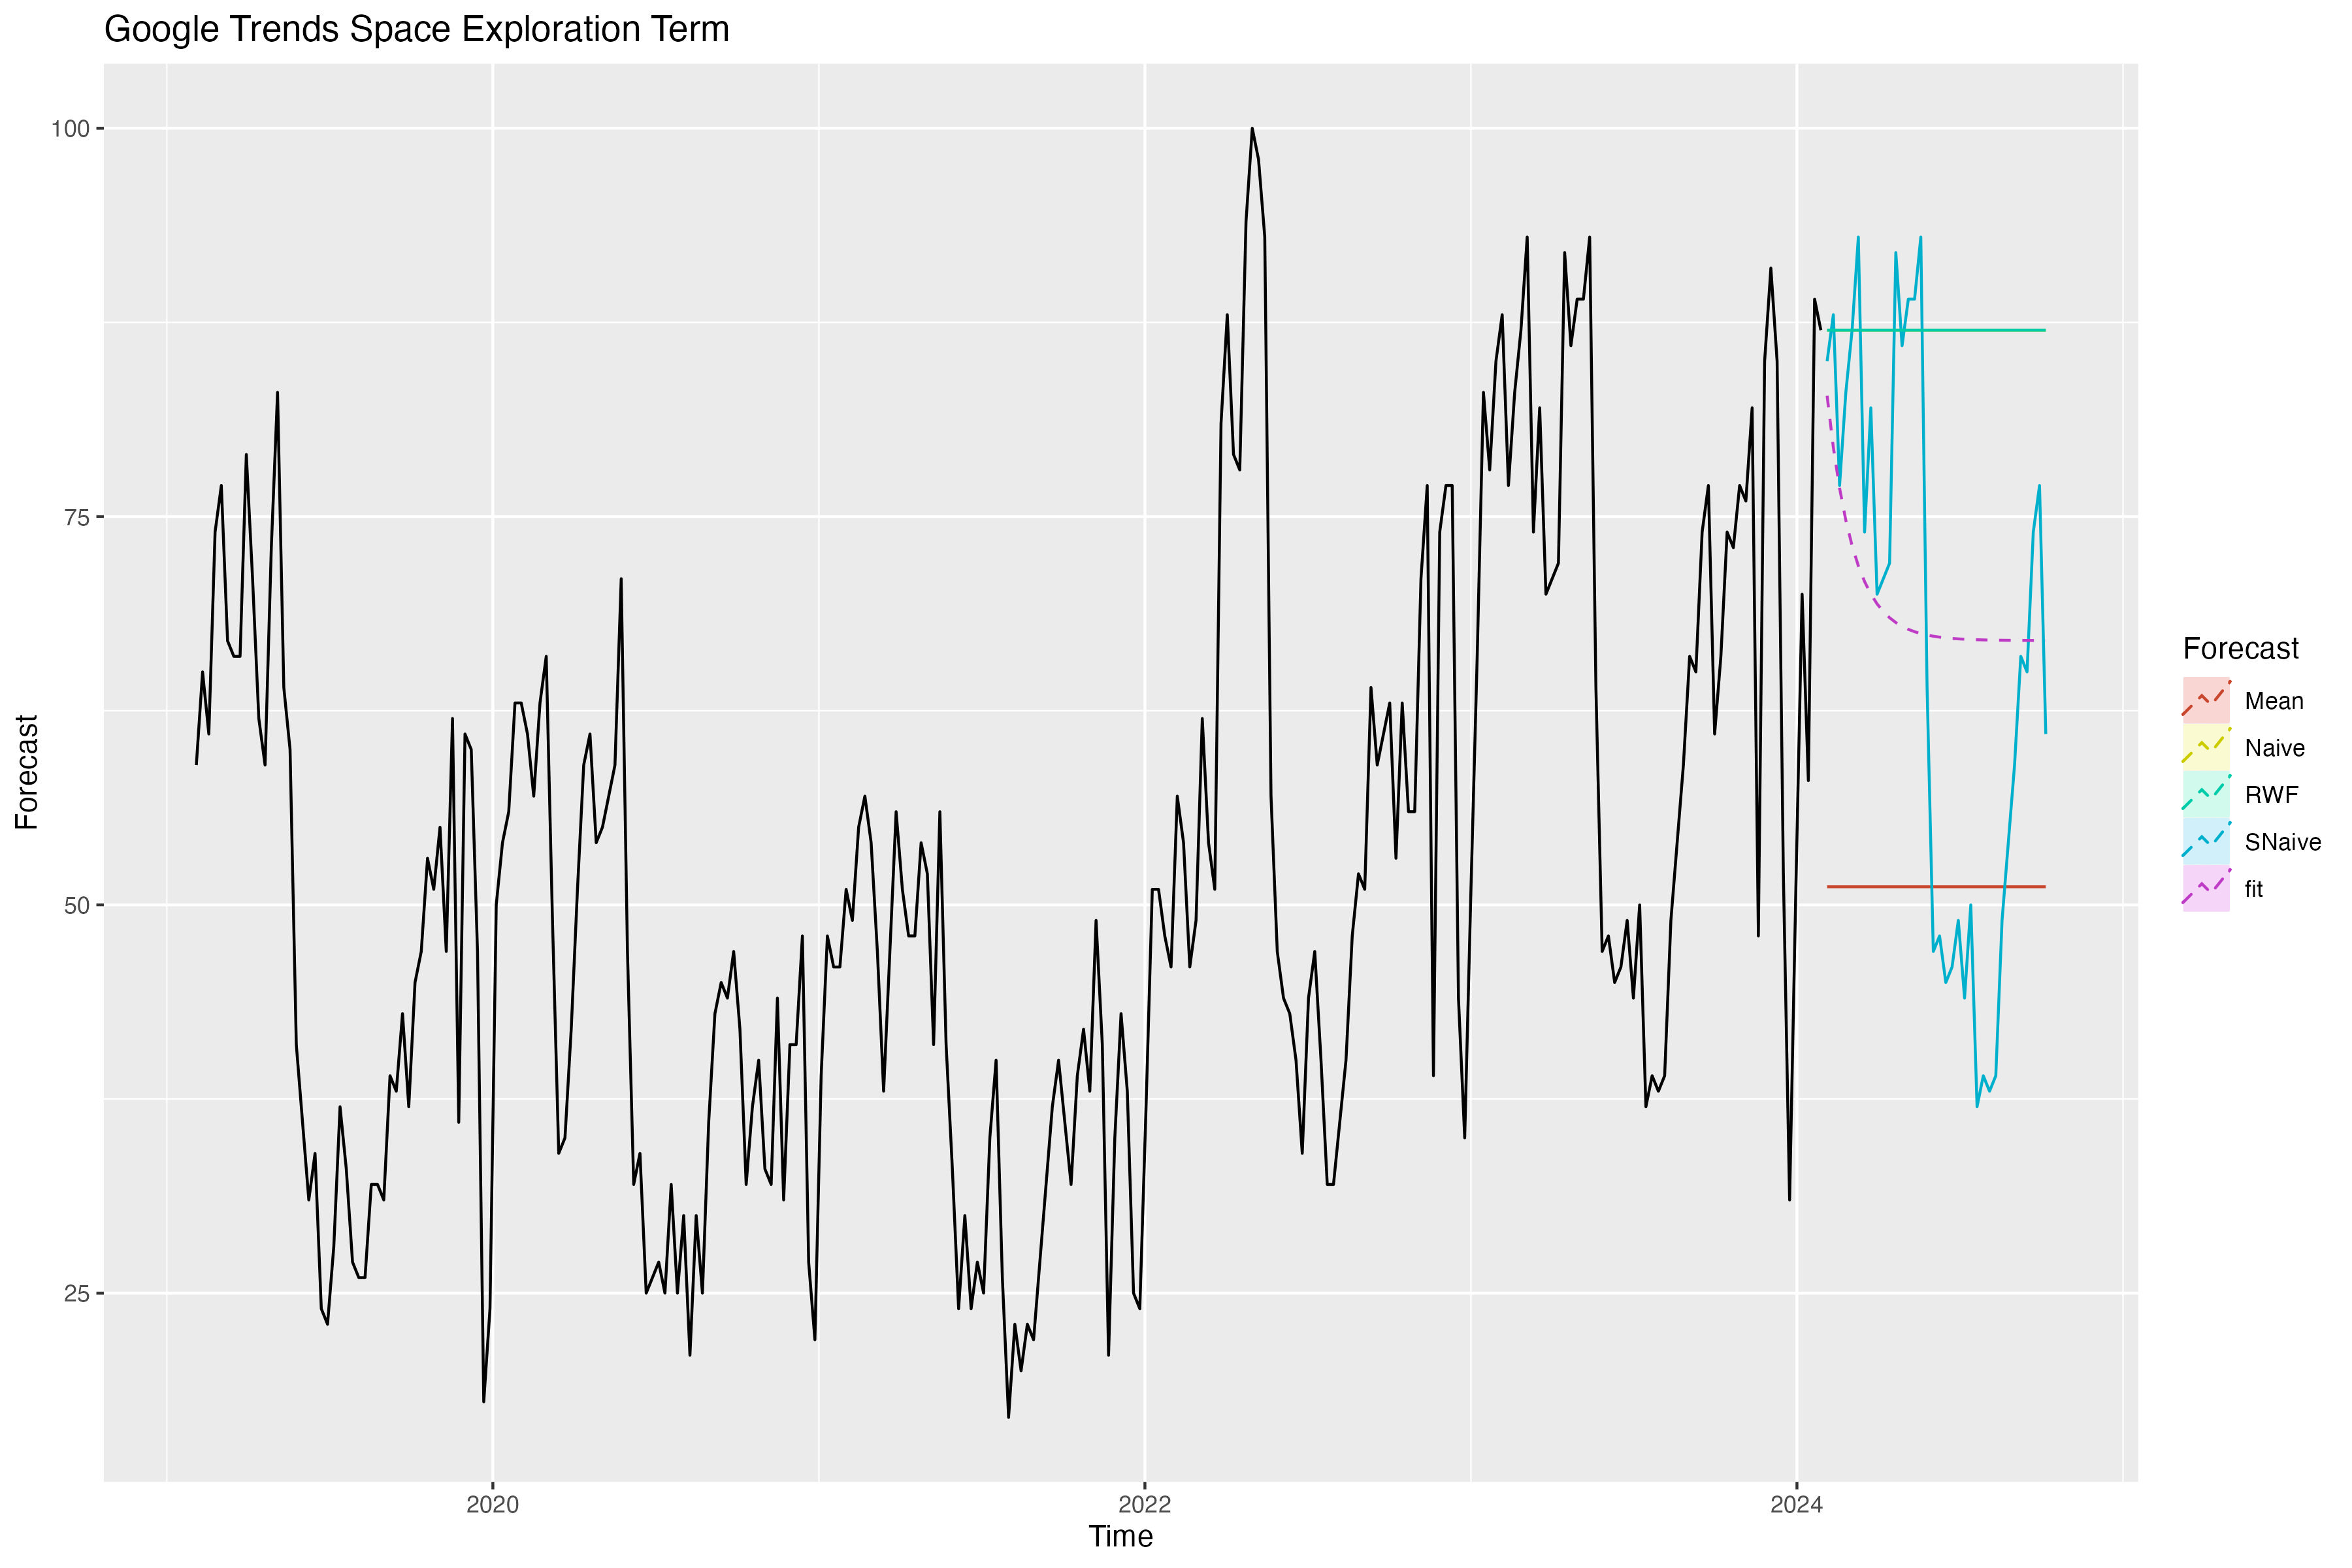 Google Trends Space Exploration Term
100
75
50
25
Forecast
2020
2022
2024
Time
Forecast
Mean
Naive
RWF
SNaive
fit